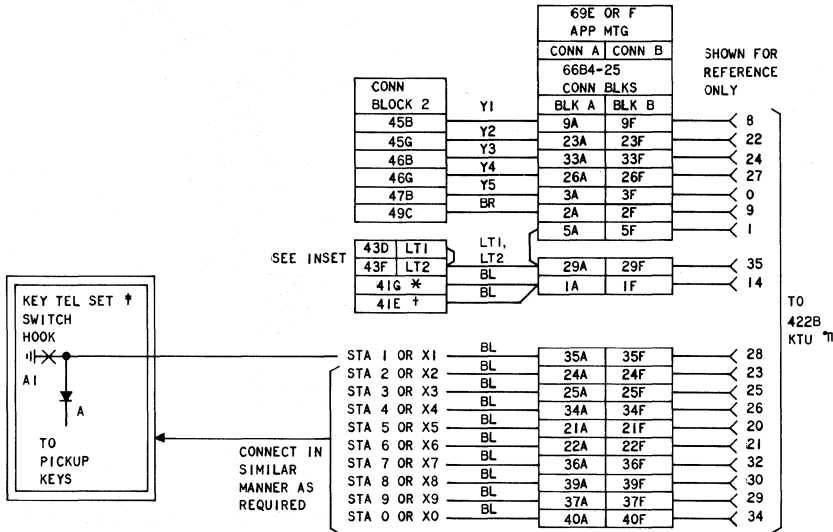 69E OR F
APP MTG
CONN A CONN B
66B4-25
CONN BLKS
BLK A BLK B
SHOWN FOR
REFERENCE
ONLY
CONN
BLOCK 2
45B Y1 9A 9F 8
45G Y2 23A 23F 22
46B Y3 33A 33F 24
46G Y4 26A 26F 27
47B Y5 3A 3F 0
49C BR 2A 2F 9
5A 5F 1
SEE INSET
43D LT1 LT1,
43F LT2 LT2 29A 29F 35
41G * BL 1A 1F 14
41E † BL
TO
422B
KTU ¶
KEY TEL SET ‡
SWITCH
HOOK
A1
A
TO
PICKUP
KEYS
CONNECT IN
SIMILAR
MANNER AS
REQUIRED
STA 1 OR X1 BL 35A 35F 28
STA 2 OR X2 BL 24A 24F 23
STA 3 OR X3 BL 25A 25F 25
STA 4 OR X4 BL 34A 34F 26
STA 5 OR X5 BL 21A 21F 20
STA 6 OR X6 BL 22A 22F 21
STA 7 OR X7 BL 36A 36F 32
STA 8 OR X8 BL 39A 39F 30
STA 9 OR X9 BL 37A 37F 29
STA 0 OR X0 BL 40A 40F 34